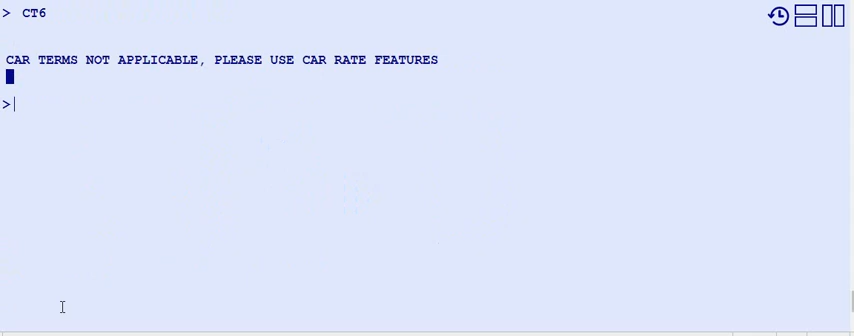 > CT6
CAR TERMS NOT APPLICABLE, PLEASE USE CAR RATE FEATURES
>